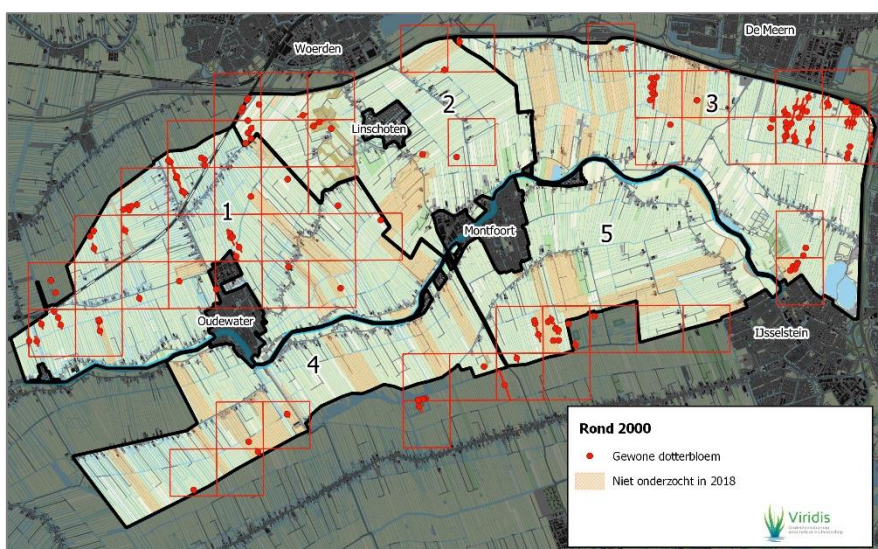 Woerden
De Meern
2
3
Linschoten
1
Montfoort
5
Oudewater
IJsselstein
4
Rond 2000
Gewone dotterbloem
Niet onderzocht in 2018
Viridis